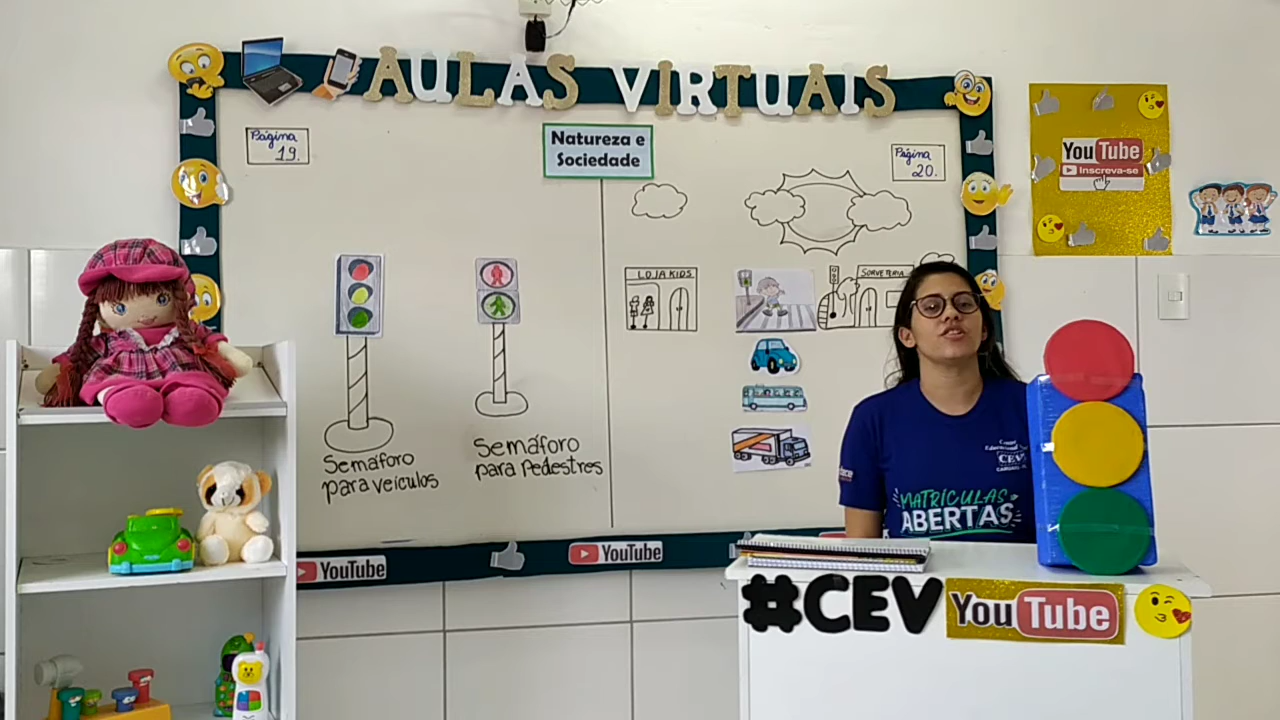 AULAS VIRTUAIS
Página
19.
Natureza e
Sociedade
Página
20.
YouTube
Inscreva-se
LOJA KIDS
SORVETERIA
Semáforo
para veículos
Semáforo
para Pedestres
CEV
MATRÍCULAS
ABERTAS
YouTube
YouTube
#CEV
YouTube